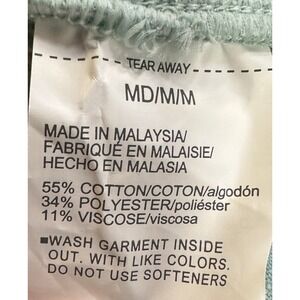 TEAR AWAY
MD/M/M
MADE IN MALAYSIA/
FABRIQUÉ EN MALAISIE/
HECHO EN MALASIA
55% COTTON/COTON/algodón
34% POLYESTER/poliéster
11% VISCOSE/viscosa
▪WASH GARMENT INSIDE
OUT. WITH LIKE COLORS.
DO NOT USE SOFTENERS